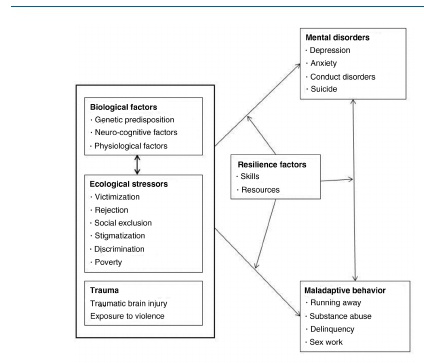 Mental disorders
· Depression
· Anxiety
· Conduct disorders
· Suicide
Biological factors
· Genetic predisposition
· Neuro-cognitive factors
· Physiological factors
Resilience factors
· Skills
· Resources
Ecological stressors
· Victimization
· Rejection
· Social exclusion
· Stigmatization
· Discrimination
· Poverty
Trauma
Traumatic brain injury
Exposure to violence
Maladaptive behavior
· Running away
· Substance abuse
· Delinquency
· Sex work